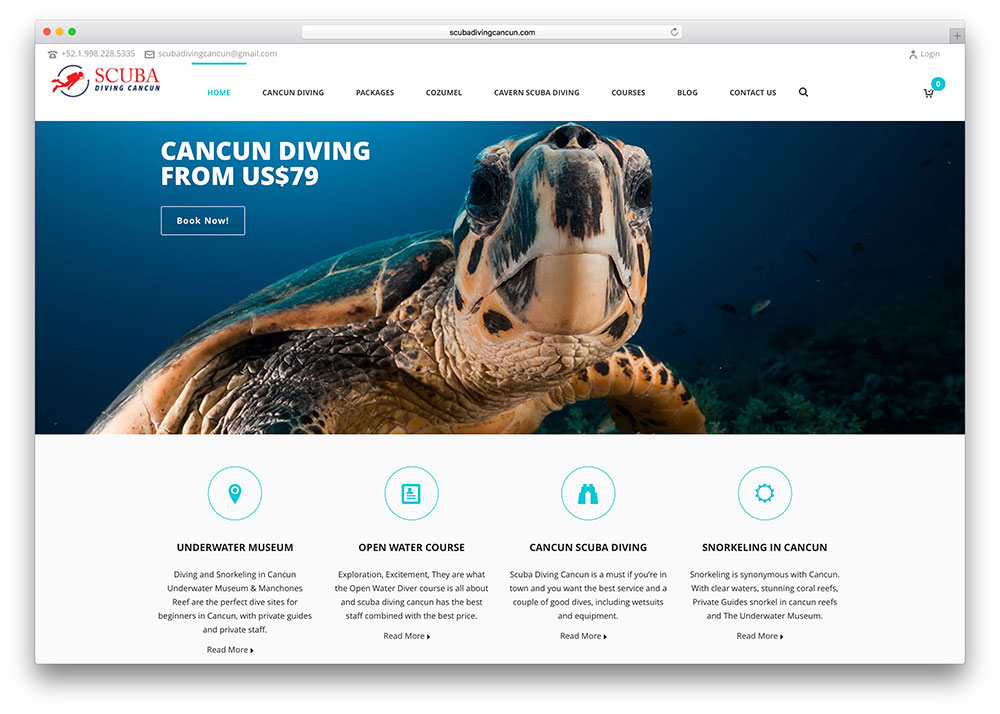 scubadivingcancun.com
+52.1.998.228.5335 scubadivingcancun@gmail.com Login
SCUBA
DIVING CANCUN
HOME CANCUN DIVING PACKAGES COZUMEL CAVERN SCUBA DIVING COURSES BLOG CONTACT US 0
CANCUN DIVING
FROM US$79
Book Now!
UNDERWATER MUSEUM
Diving and Snorkeling in Cancun
Underwater Museum & Manchones
Reef are the perfect dive sites for
beginners in Cancun, with private guides
and private staff.
Read More
OPEN WATER COURSE
Exploration, Excitement, They are what
the Open Water Diver course is all about
and scuba diving cancun has the best
staff combined with the best price.
Read More
CANCUN SCUBA DIVING
Scuba Diving Cancun is a must if you're in
town and you want the best service and a
couple of good dives, including wetsuits
and equipment.
Read More
SNORKELING IN CANCUN
Snorkeling is synonymous with Cancun.
With clear waters, stunning coral reefs,
Private Guides snorkel in cancun reefs
and The Underwater Museum.
Read More